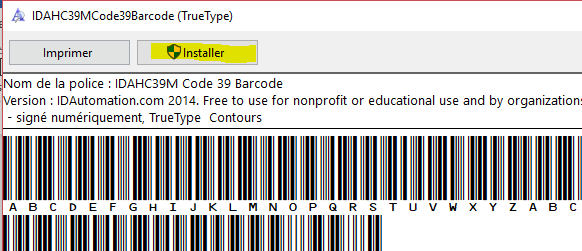 IDAHC39MCode39Barcode (TrueType)
Imprimer Installer
Nom de la police : IDAHC39M Code 39 Barcode
Version : IDAutomation.com 2014. Free to use for nonprofit or educational use and by organizations
- signé numériquement, TrueType Contours
A B C D E F G H I J K L M N O P Q R S T U V W X Y Z A B C